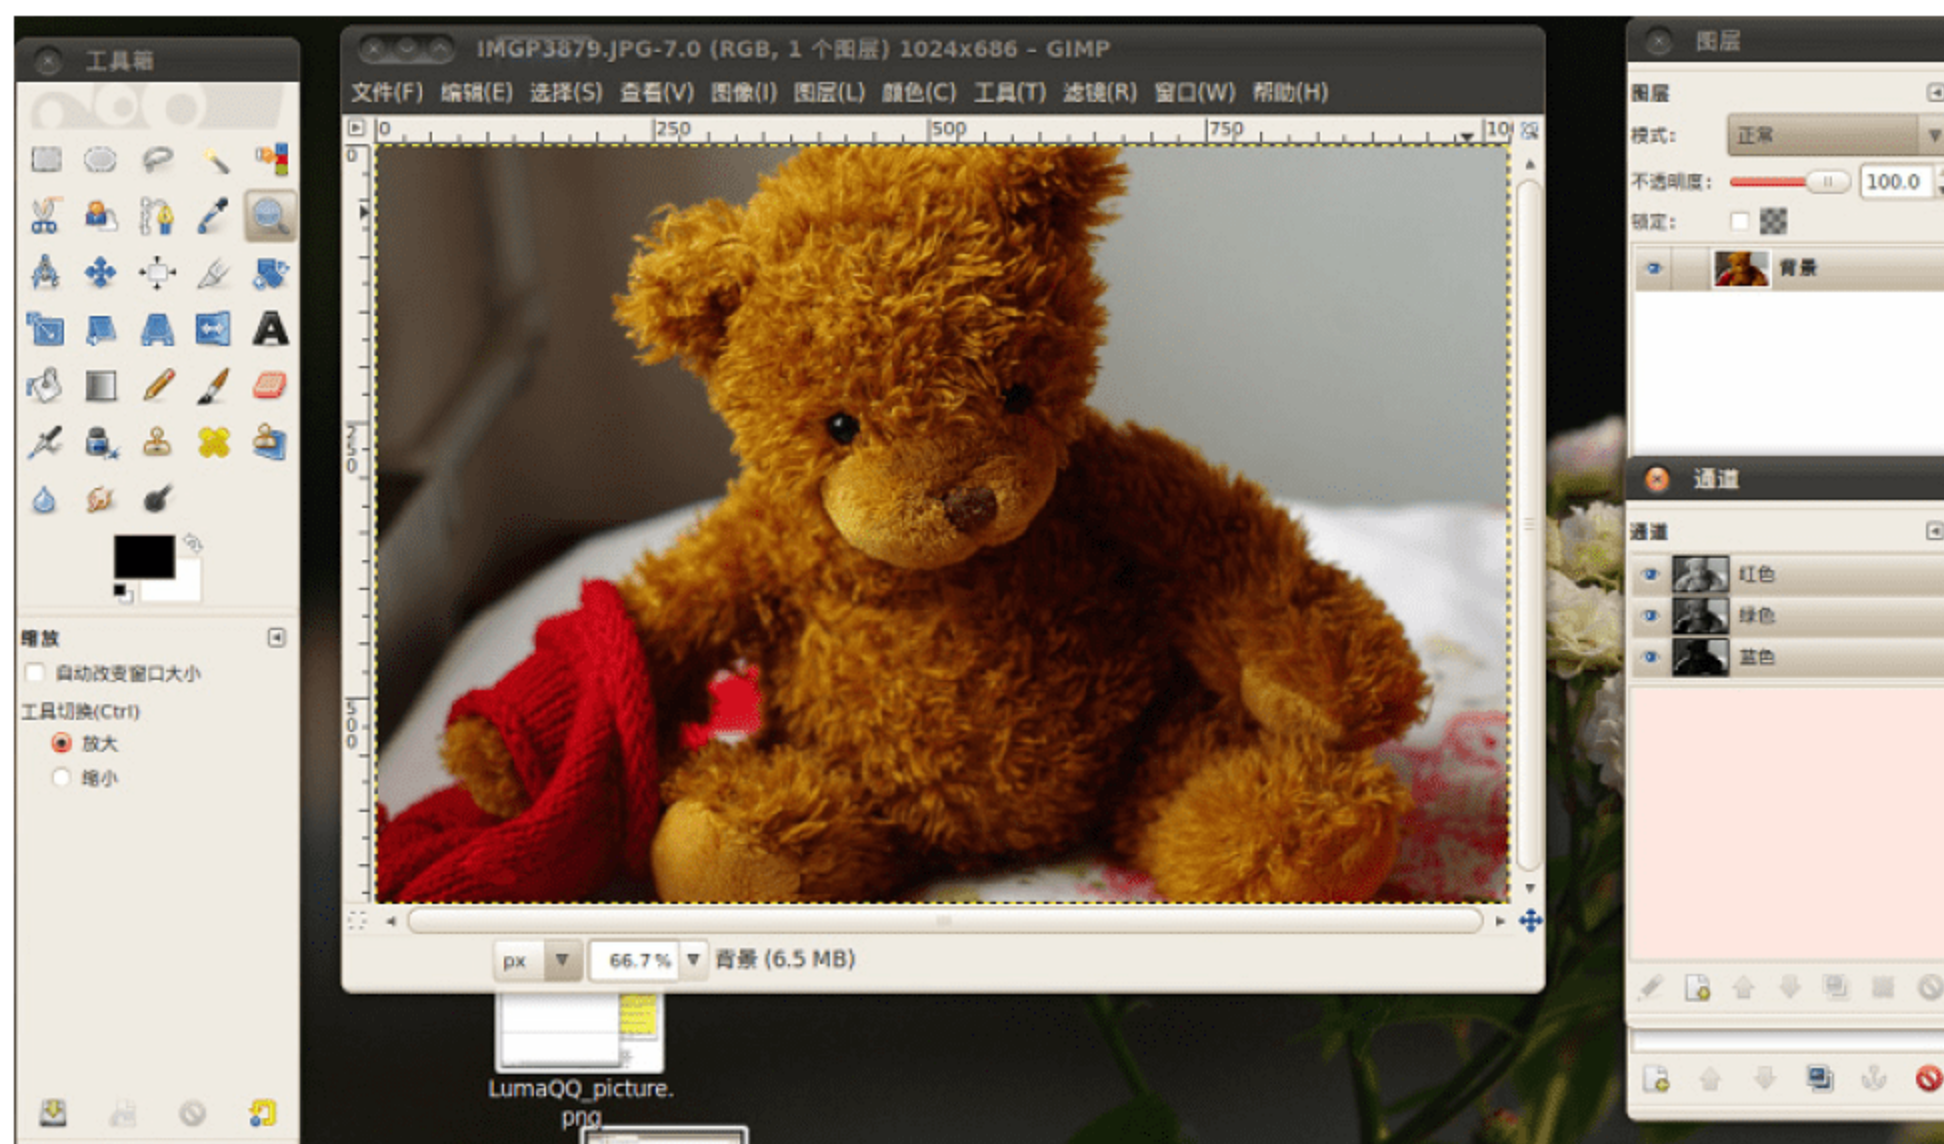 工具箱
缩放
自动改变窗口大小
工具切换(Ctrl)
放大
缩小
IMGP3879.JPG-7.0 (RGB, 1 个图层) 1024x686 – GIMP
文件(F) 编辑(E) 选择(S) 查看(V) 图像(I) 图层(L) 颜色(C) 工具(T) 滤镜(R) 窗口(W) 帮助(H)
0 250 500 750 100
0
250
500
px 66.7% 背景 (6.5 MB)
LumaQQ_picture.
png
图层
图层
模式: 正常
不透明度: 100.0
锁定:
背景
通道
通道
红色
绿色
蓝色